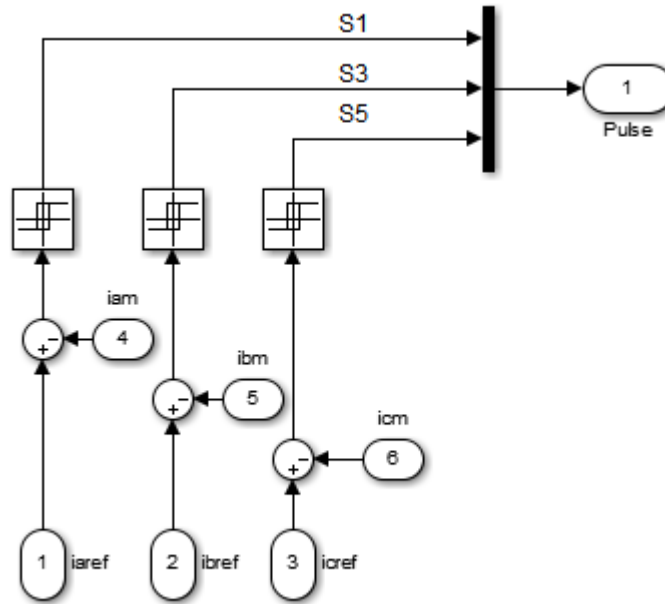 S1
S3
1
S5
Pulse
iam
+ −
4
ibm
+ −
5
icm
+ −
6
1 iaref
2 ibref
3 icref